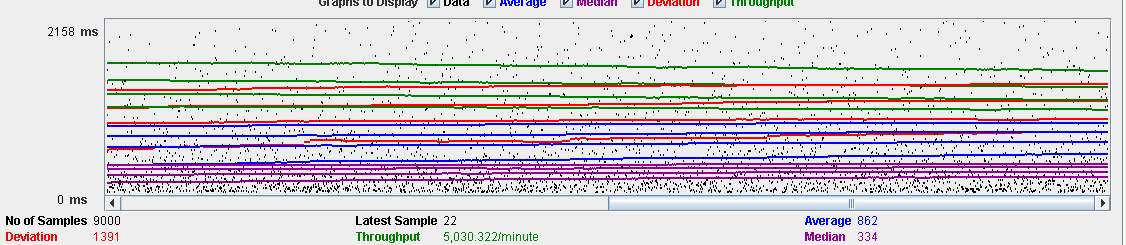 Graphs to Display Data Average Median Deviation Throughput
2158 ms
0 ms
No of Samples 9000 Latest Sample 22 Average 862
Deviation 1391 Throughput 5,030.322/minute Median 334